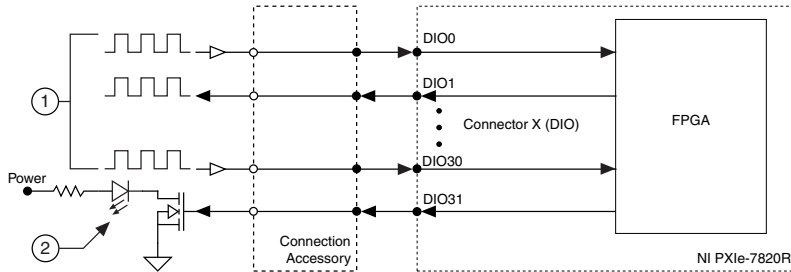 DIO0
1
DIO1
FPGA
Connector X (DIO)
DIO30
Power
DIO31
2
Connection
Accessory
NI PXIe-7820R